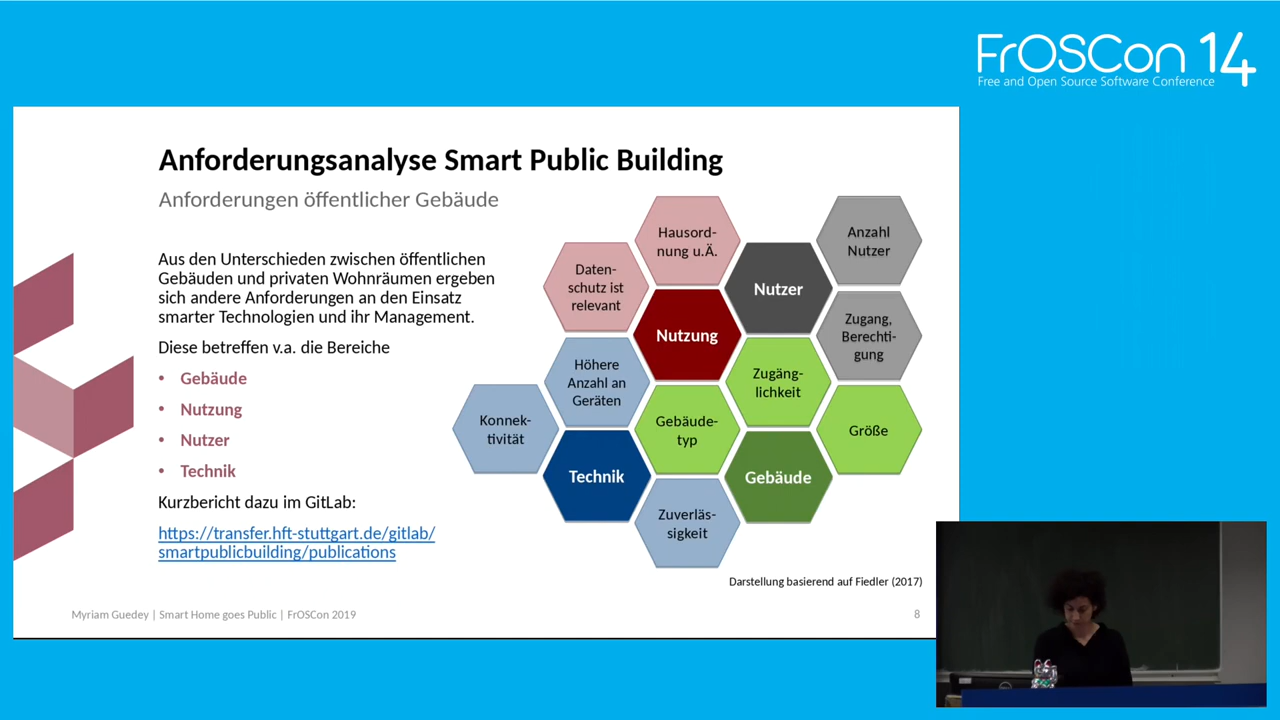 FrOSCon 14
Free and Open Source Software Conference
Anforderungsanalyse Smart Public Building
Anforderungen öffentlicher Gebäude
Aus den Unterschieden zwischen öffentlichen
Gebäuden und privaten Wohnräumen ergeben
sich andere Anforderungen an den Einsatz
smarter Technologien und ihr Management.
Diese betreffen v.a. die Bereiche
• Gebäude
• Nutzung
• Nutzer
• Technik
Kurzbericht dazu im GitLab:
https://transfer.hft-stuttgart.de/gitlab/
smartpublicbuilding/publications
Hausord-
nung u.Ä.
Anzahl
Nutzer
Daten-
schutz ist
relevant
Nutzer
Nutzung
Zugang,
Berechti-
gung
Höhere
Anzahl an
Geräten
Zugäng-
lichkeit
Konnek-
tivität
Gebäude-
typ
Größe
Technik
Gebäude
Zuverläs-
sigkeit
Darstellung basierend auf Fiedler (2017)
Myriam Guedey | Smart Home goes Public | FrOSCon 2019
8